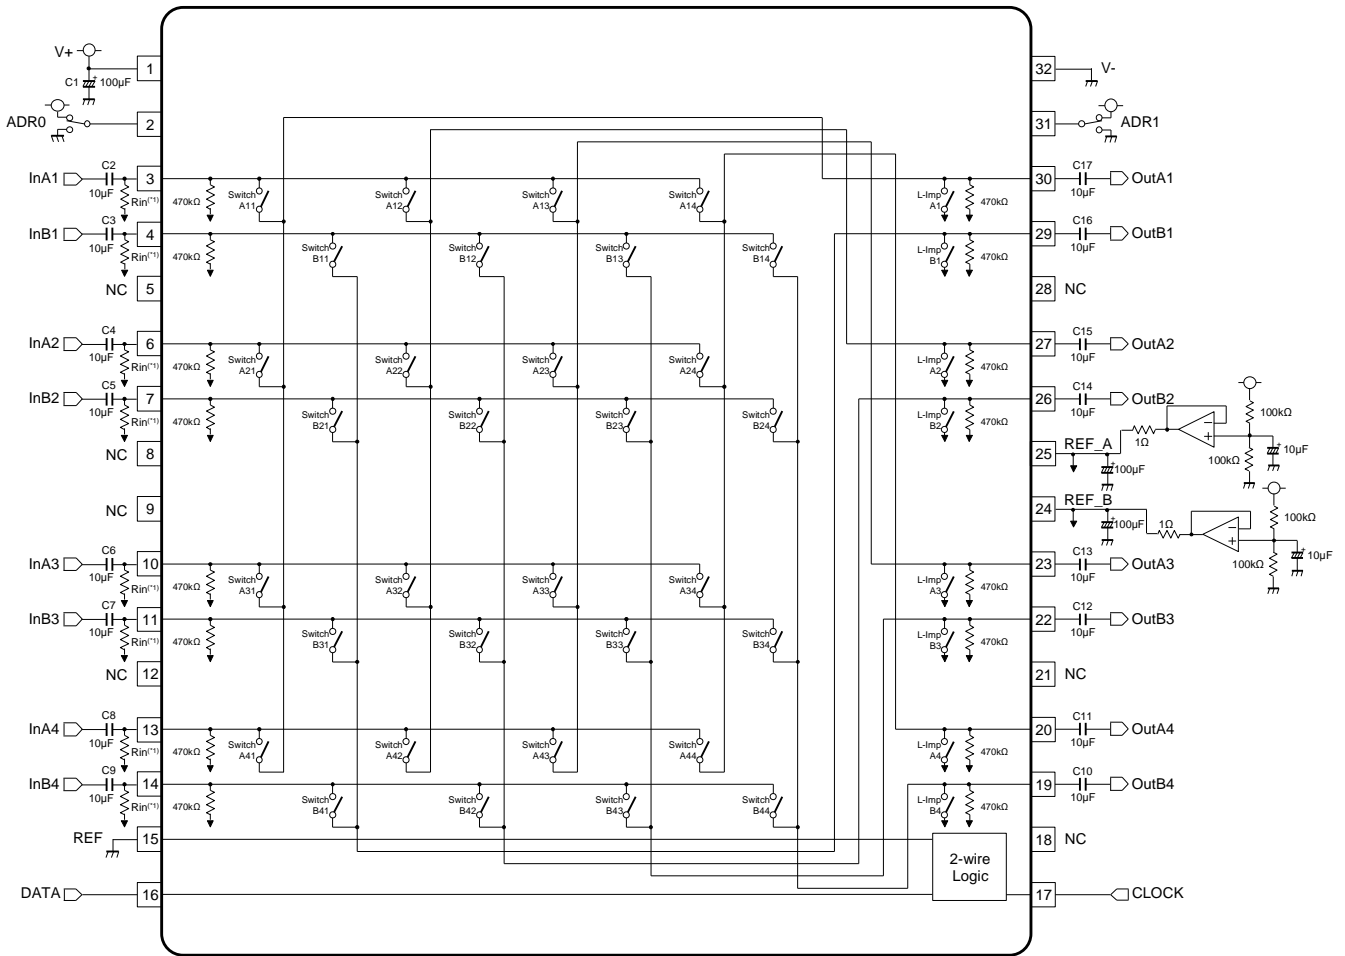 V+
C1
+
100µF
1
32
V-
ADR0
2
31
ADR1
InA1
C2
10µF
Rin(*1)
3
470kΩ
Switch A11
Switch A12
Switch A13
Switch A14
L-Imp A1
470kΩ
30
C17
10µF
OutA1
InB1
C3
10µF
Rin(*1)
4
470kΩ
Switch B11
Switch B12
Switch B13
Switch B14
L-Imp B1
470kΩ
29
C16
10µF
OutB1
NC
5
28
NC
InA2
C4
10µF
Rin(*1)
6
470kΩ
Switch A21
Switch A22
Switch A23
Switch A24
L-Imp A2
470kΩ
27
C15
10µF
OutA2
InB2
C5
10µF
Rin(*1)
7
470kΩ
Switch B21
Switch B22
Switch B23
Switch B24
L-Imp B2
470kΩ
26
C14
10µF
OutB2
NC
8
25
REF_A
+
100µF
1Ω
−
+
100kΩ
100kΩ
+
10µF
NC
9
24
REF_B
+
100µF
1Ω
−
+
100kΩ
100kΩ
+
10µF
InA3
C6
10µF
Rin(*1)
10
470kΩ
Switch A31
Switch A32
Switch A33
Switch A34
L-Imp A3
470kΩ
23
C13
10µF
OutA3
InB3
C7
10µF
Rin(*1)
11
470kΩ
Switch B31
Switch B32
Switch B33
Switch B34
L-Imp B3
470kΩ
22
C12
10µF
OutB3
NC
12
21
NC
InA4
C8
10µF
Rin(*1)
13
470kΩ
Switch A41
Switch A42
Switch A43
Switch A44
L-Imp A4
470kΩ
20
C11
10µF
OutA4
InB4
C9
10µF
Rin(*1)
14
470kΩ
Switch B41
Switch B42
Switch B43
Switch B44
L-Imp B4
470kΩ
19
C10
10µF
OutB4
REF
15
2-wire
Logic
18
NC
DATA
16
17
CLOCK